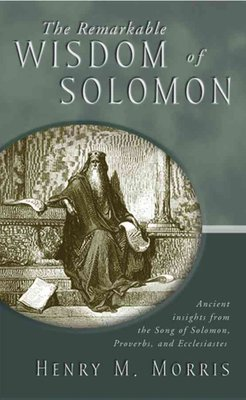 The Remarkable
WISDOM of
SOLOMON
Ancient
insights from
the Song of Solomon,
Proverbs, and Ecclesiastes
HENRY M. MORRIS